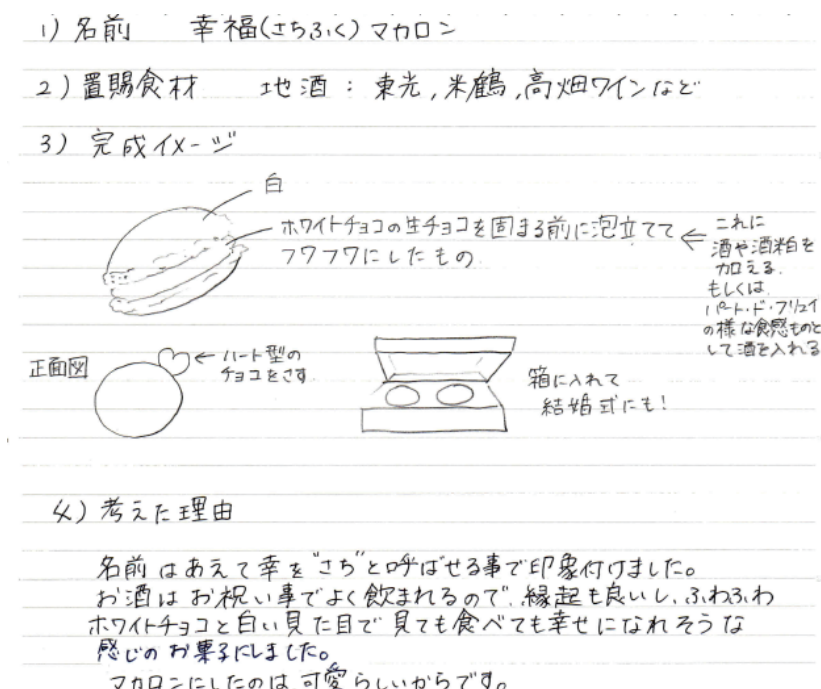 1) 名前　幸福(さちふく)マカロン
2) 置賜食材　地酒：東光,米鶴,高畑ワインなど
3) 完成イメージ
白
ホワイトチョコの生チョコを固まる前に泡立てて
フワフワにしたもの
これに
酒や酒粕を
加える.
もしくは
パート・ド・フリュイ
の様な食感ものと
して酒を入れる
正面図
ハート型の
チョコをさす
箱に入れて
結婚式にも!
4) 考えた理由
名前はあえて幸を"さち"と呼ばせる事で印象付けました。
お酒はお祝い事でよく飲まれるので、縁起も良いし、ふわふわ
ホワイトチョコと白い見た目で見ても食べても幸せになれそうな
感じのお菓子にしました。
マカロンにしたのは可愛らしいからです。